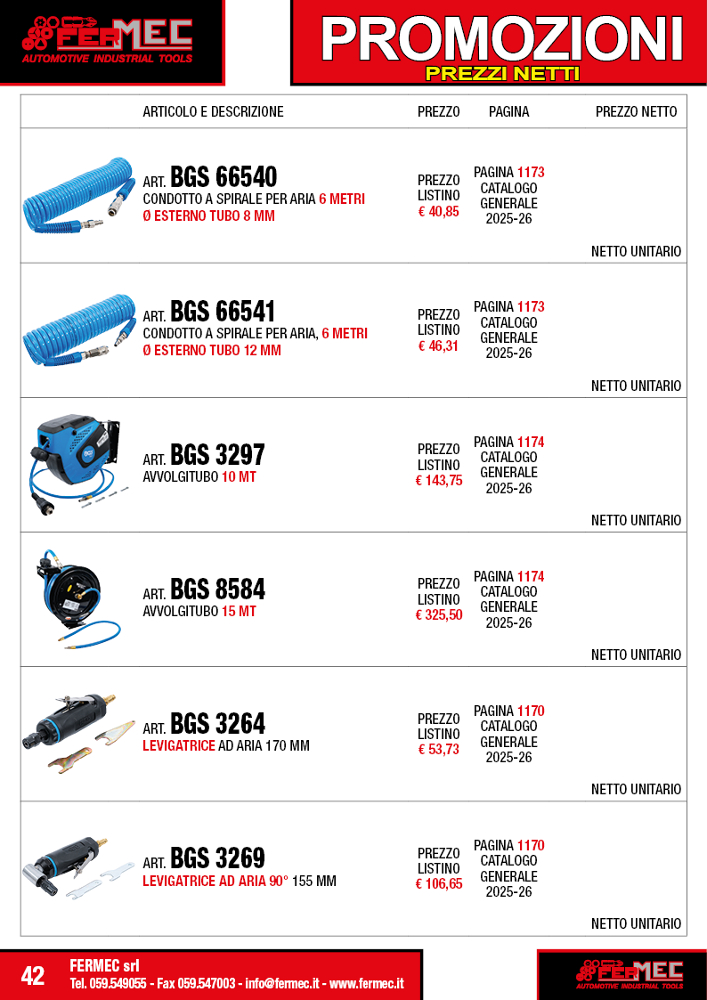 FERMEC
AUTOMOTIVE INDUSTRIAL TOOLS
PROMOZIONI
PREZZI NETTI
ARTICOLO E DESCRIZIONE PREZZO PAGINA PREZZO NETTO
ART. BGS 66540
CONDOTTO A SPIRALE PER ARIA 6 METRI
Ø ESTERNO TUBO 8 MM
PREZZO
LISTINO
€ 40,85
PAGINA 1173
CATALOGO
GENERALE
2025-26
NETTO UNITARIO
ART. BGS 66541
CONDOTTO A SPIRALE PER ARIA, 6 METRI
Ø ESTERNO TUBO 12 MM
PREZZO
LISTINO
€ 46,31
PAGINA 1173
CATALOGO
GENERALE
2025-26
NETTO UNITARIO
ART. BGS 3297
AVVOLGITUBO 10 MT
PREZZO
LISTINO
€ 143,75
PAGINA 1174
CATALOGO
GENERALE
2025-26
NETTO UNITARIO
ART. BGS 8584
AVVOLGITUBO 15 MT
PREZZO
LISTINO
€ 325,50
PAGINA 1174
CATALOGO
GENERALE
2025-26
NETTO UNITARIO
ART. BGS 3264
LEVIGATRICE AD ARIA 170 MM
PREZZO
LISTINO
€ 53,73
PAGINA 1170
CATALOGO
GENERALE
2025-26
NETTO UNITARIO
ART. BGS 3269
LEVIGATRICE AD ARIA 90° 155 MM
PREZZO
LISTINO
€ 106,65
PAGINA 1170
CATALOGO
GENERALE
2025-26
NETTO UNITARIO
42
FERMEC srl
Tel. 059.549055 - Fax 059.547003 - info@fermec.it - www.fermec.it
FERMEC
AUTOMOTIVE INDUSTRIAL TOOLS